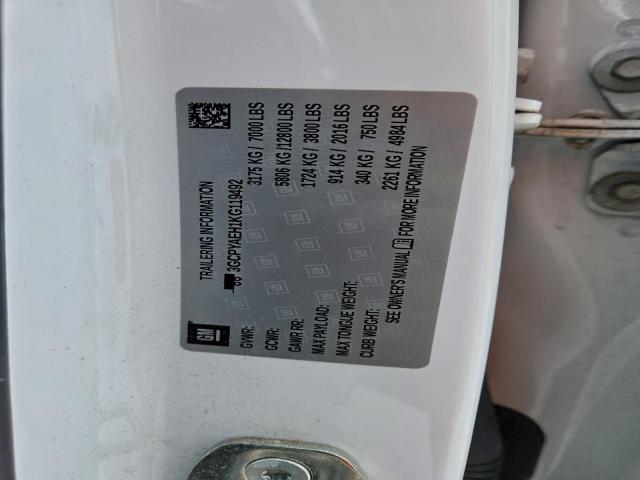 GM
TRAILERING INFORMATION
3GCPYAEH1KG119492
GVWR: 3175 KG / 7000 LBS
GCWR: 5806 KG /12800 LBS
GAWR RR: 1724 KG / 3800 LBS
MAX PAYLOAD: 914 KG / 2016 LBS
MAX TONGUE WEIGHT: 340 KG / 750 LBS
CURB WEIGHT: 2261 KG / 4984 LBS
SEE OWNER'S MANUAL FOR MORE INFORMATION